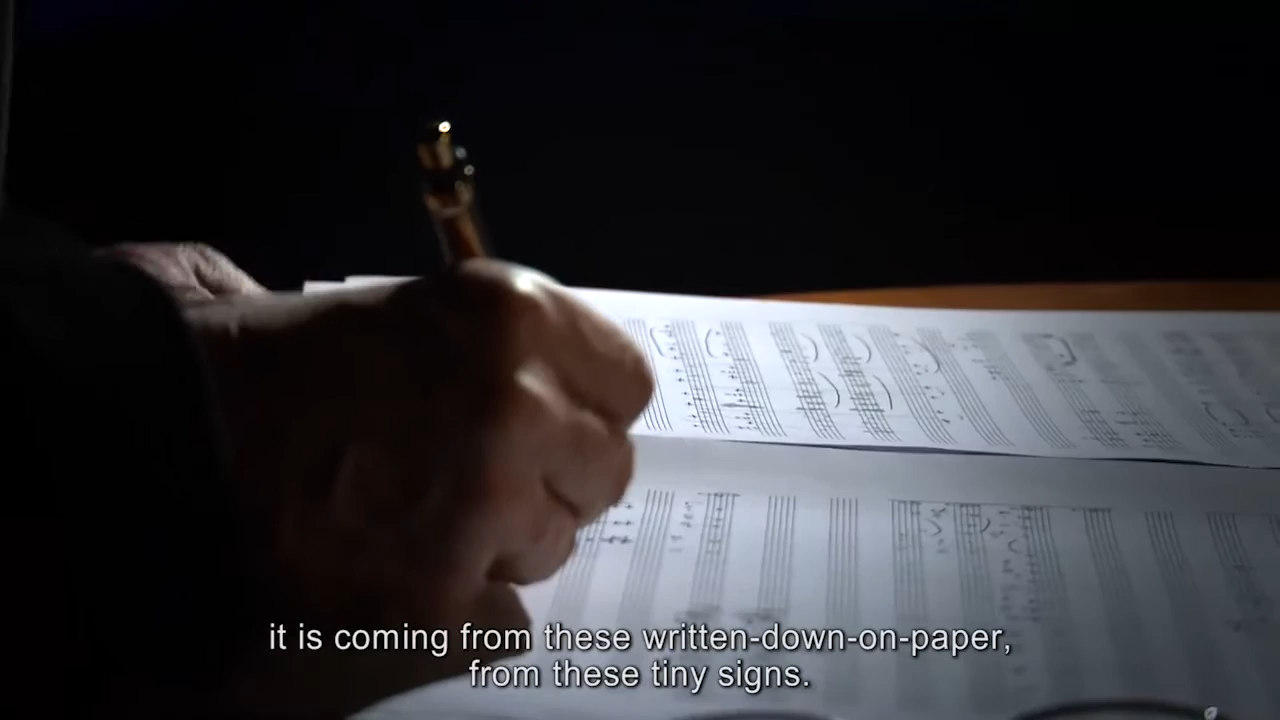 it is coming from these written-down-on-paper,
from these tiny signs.